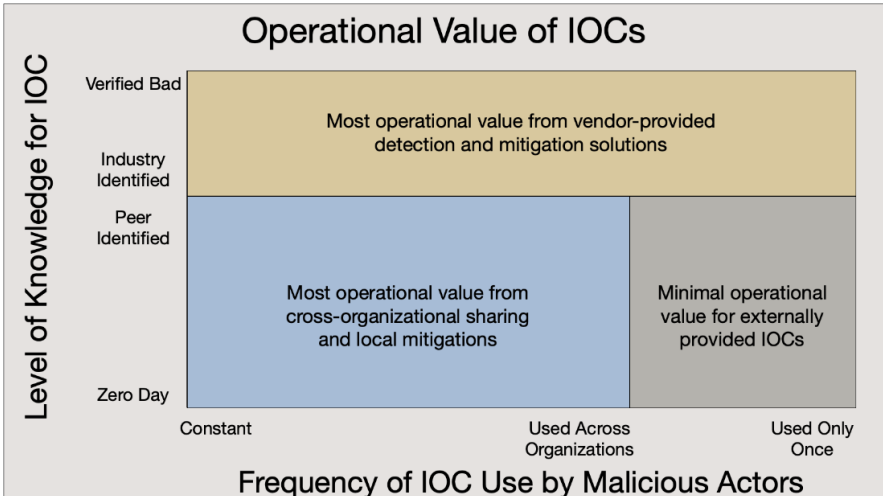 Operational Value of IOCs
Level of Knowledge for IOC
Verified Bad
Industry
Identified
Peer
Identified
Zero Day
Most operational value from vendor-provided
detection and mitigation solutions
Most operational value from
cross-organizational sharing
and local mitigations
Minimal operational
value for externally
provided IOCs
Constant
Used Across
Organizations
Used Only
Once
Frequency of IOC Use by Malicious Actors